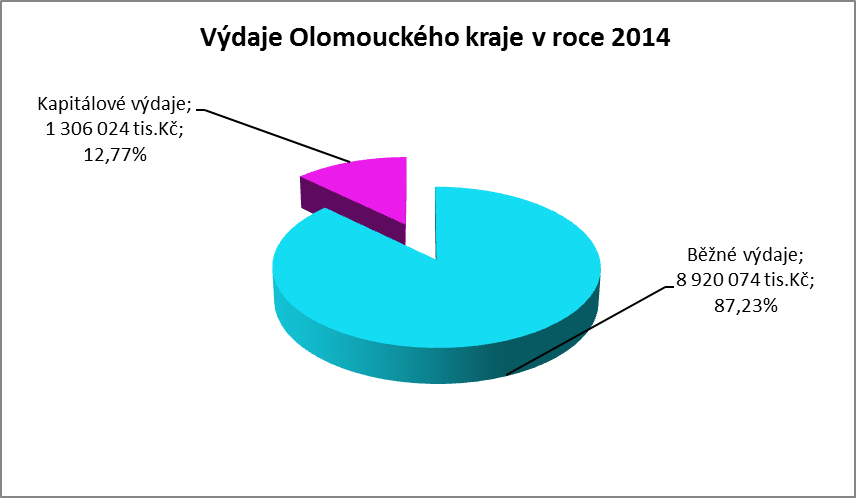 Výdaje Olomouckého kraje v roce 2014
Kapitálové výdaje;
1 306 024 tis.Kč;
12,77%
Běžné výdaje;
8 920 074 tis.Kč;
87,23%